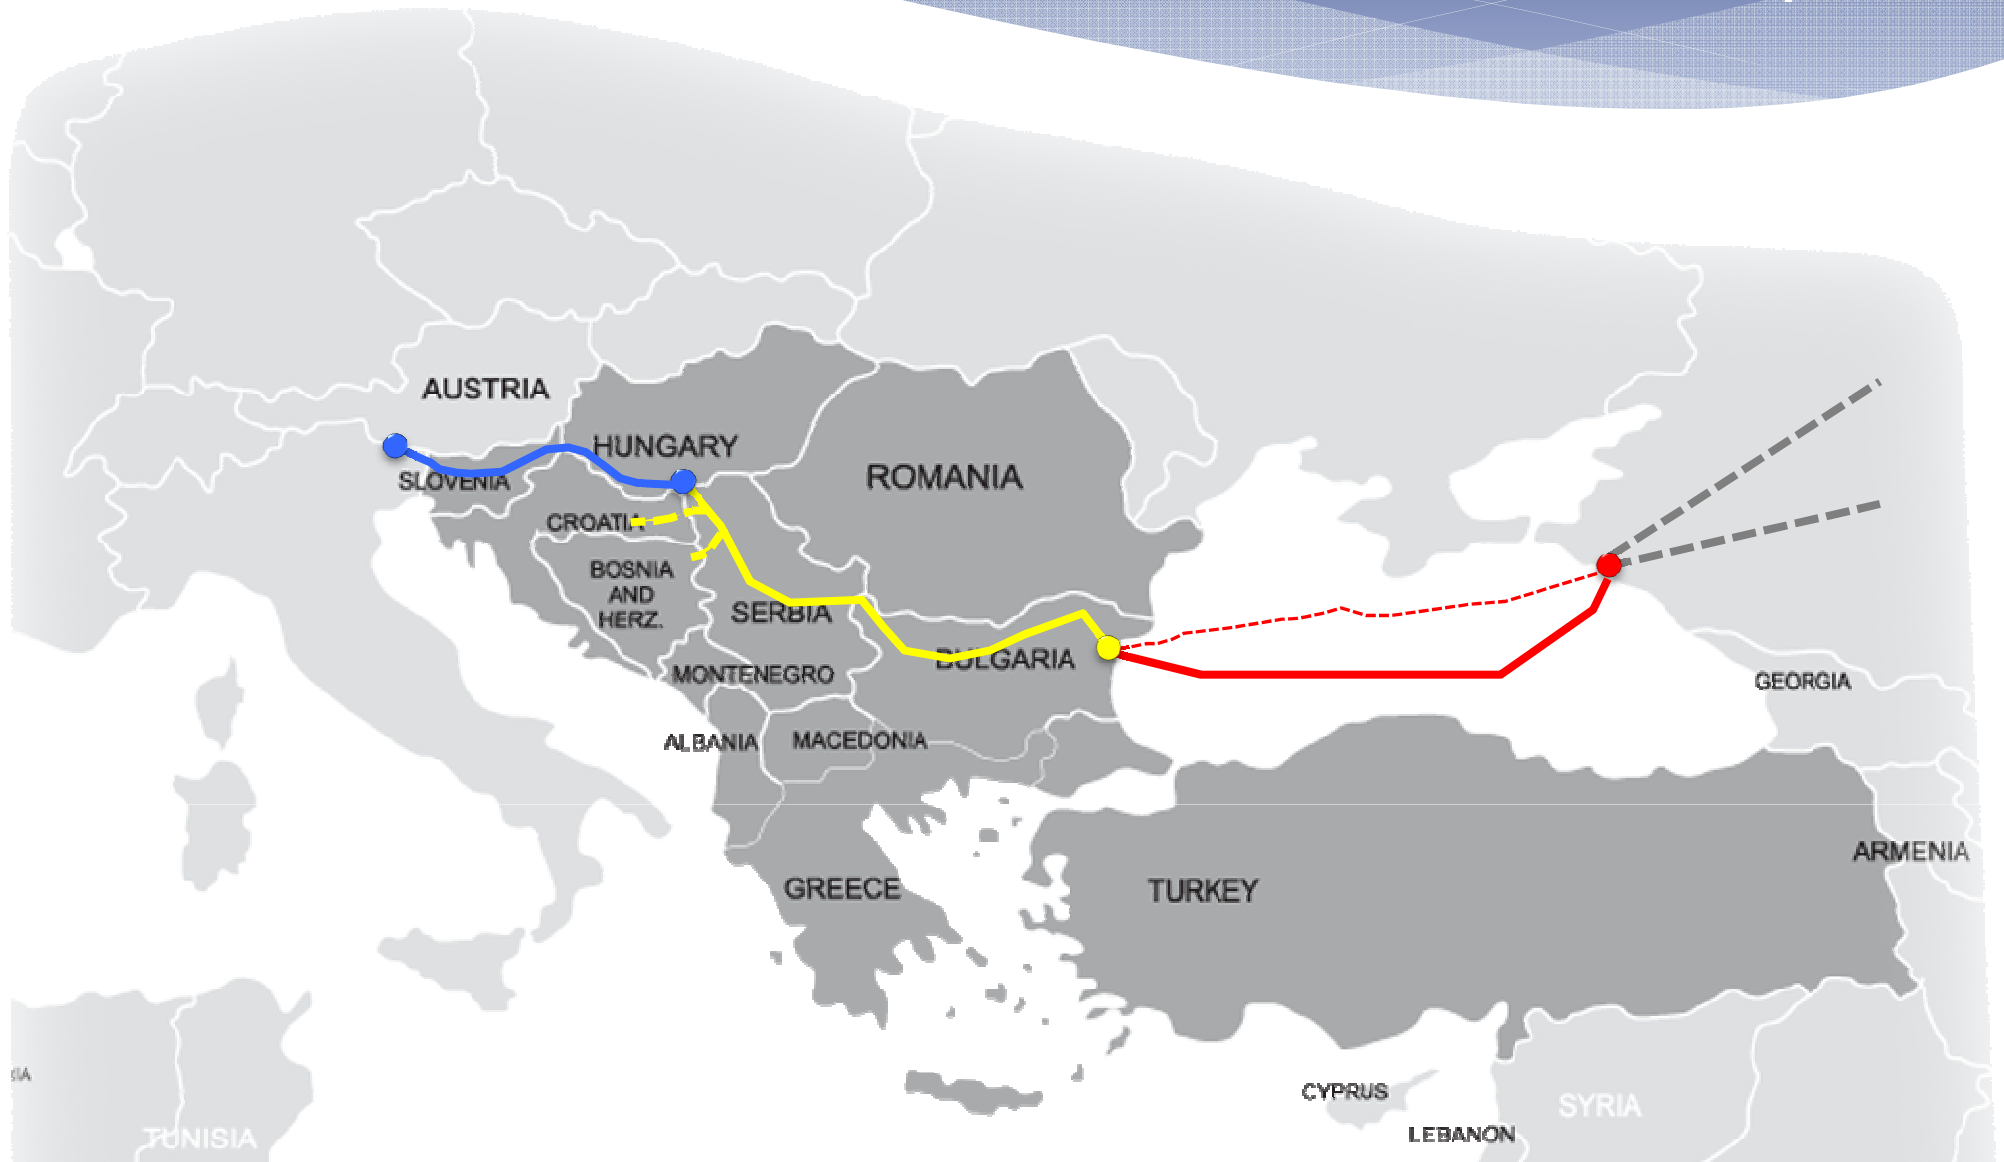 AUSTRIA
HUNGARY
ROMANIA
SLOVENIA
CROATIA
BOSNIA
AND
HERZ.
SERBIA
BULGARIA
MONTENEGRO
GEORGIA
ALBANIA
MACEDONIA
ARMENIA
GREECE
TURKEY
CYPRUS
SYRIA
LEBANON
TUNISIA